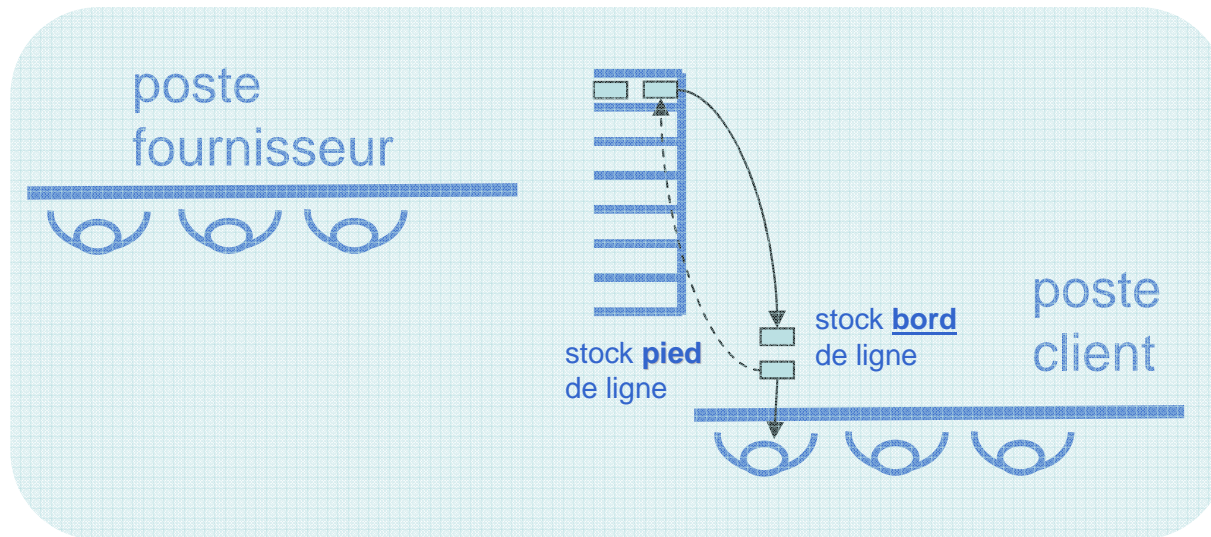 poste
fournisseur
stock pied
de ligne
stock bord
de ligne
poste
client